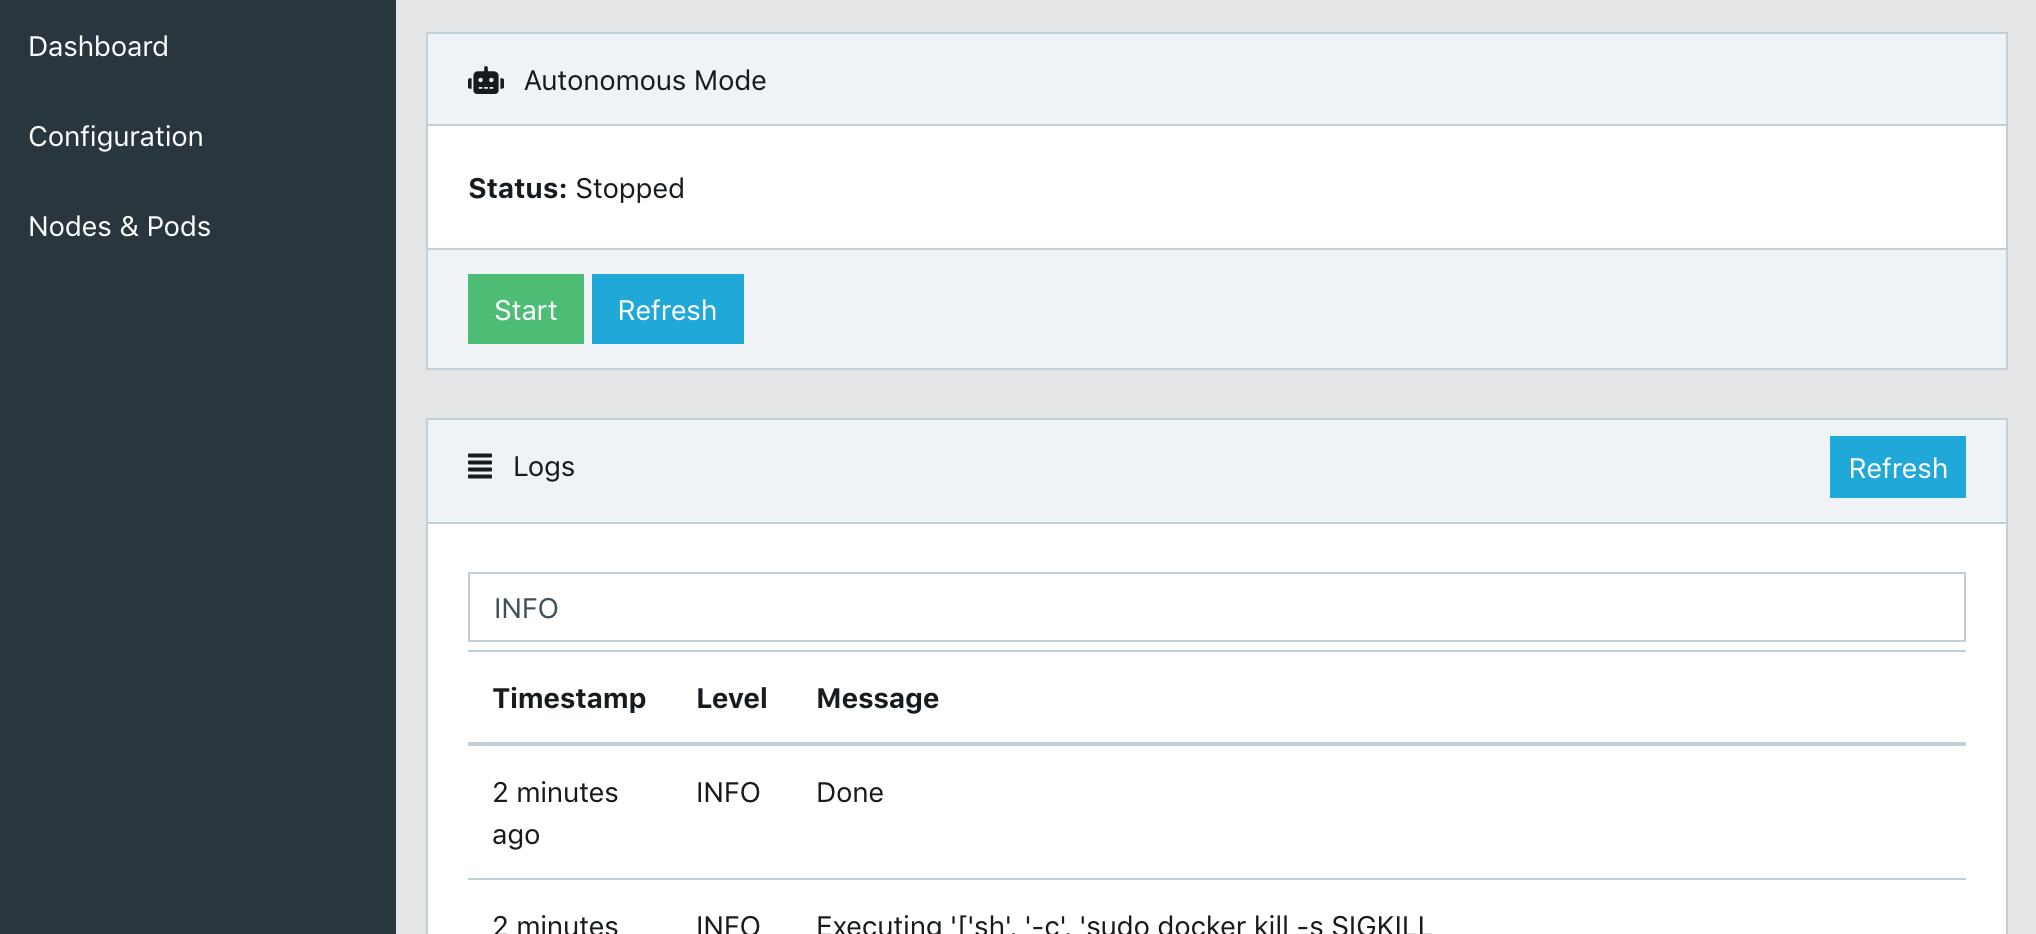 Dashboard
Configuration
Nodes & Pods
Autonomous Mode
Status: Stopped
Start Refresh
Logs
Refresh
INFO
Timestamp Level Message
2 minutes ago INFO Done
2 minutes INFO Executing '['sh', '-c', 'sudo docker kill -s SIGKILL